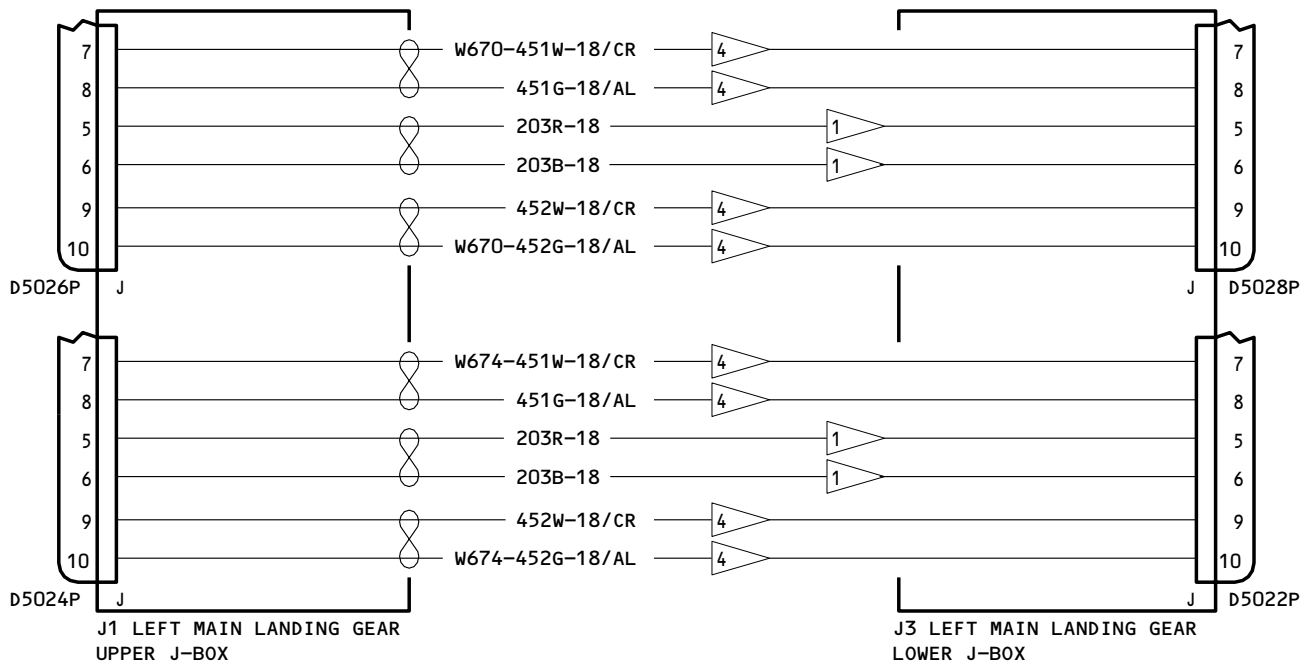 7 W670-451W-18/CR 4 7
8 451G-18/AL 4 8
5 203R-18 1 5
6 203B-18 1 6
9 452W-18/CR 4 9
10 W670-452G-18/AL 4 10
D5026P J J D5028P
7 W674-451W-18/CR 4 7
8 451G-18/AL 4 8
5 203R-18 1 5
6 203B-18 1 6
9 452W-18/CR 4 9
10 W674-452G-18/AL 4 10
D5024P J J D5022P
J1 LEFT MAIN LANDING GEAR
UPPER J-BOX
J3 LEFT MAIN LANDING GEAR
LOWER J-BOX